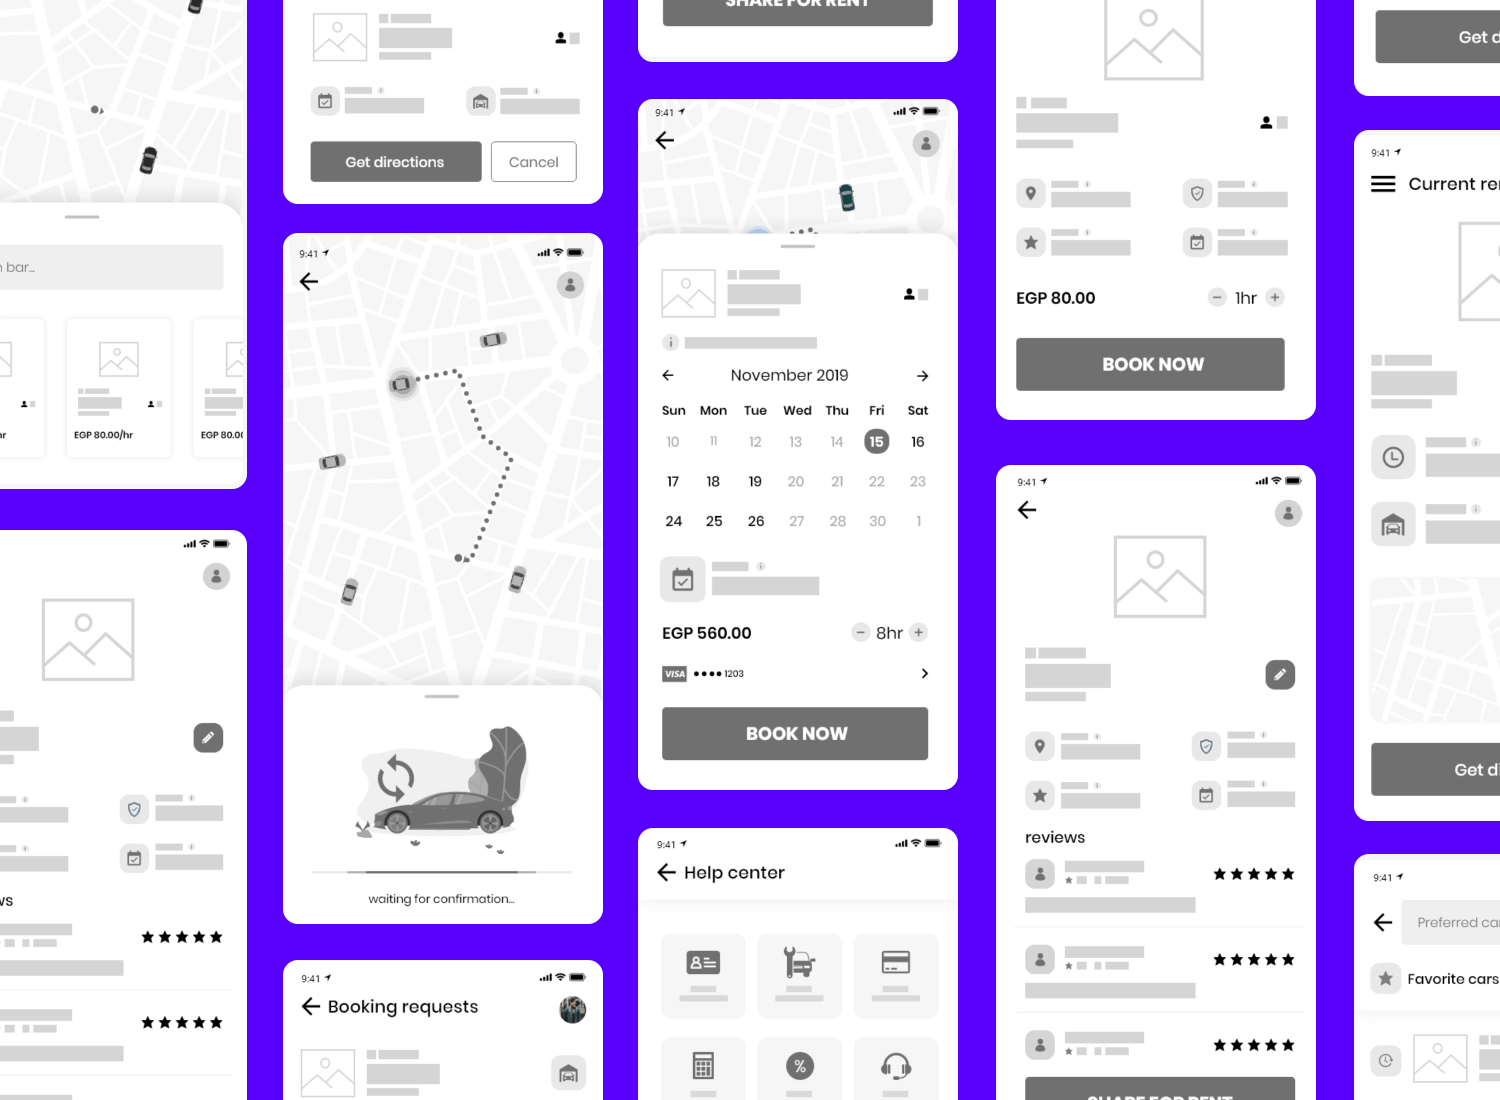 n bar...
EGP 80.00/hr
EGP 80.00
9:41
Get directions
Cancel
9:41
waiting for confirmation...
9:41
Booking requests
SHARE FOR RENT
9:41
November 2019
Sun Mon Tue Wed Thu Fri Sat
10 11 12 13 14 15 16
17 18 19 20 21 22 23
24 25 26 27 28 30 1
EGP 560.00
8hr
VISA ●●●● 1203
BOOK NOW
9:41
Help center
%
EGP 80.00
1hr
BOOK NOW
9:41
reviews
SHARE FOR RENT
Get d
9:41
Current re
Get di
9:41
Preferred ca
Favorite cars